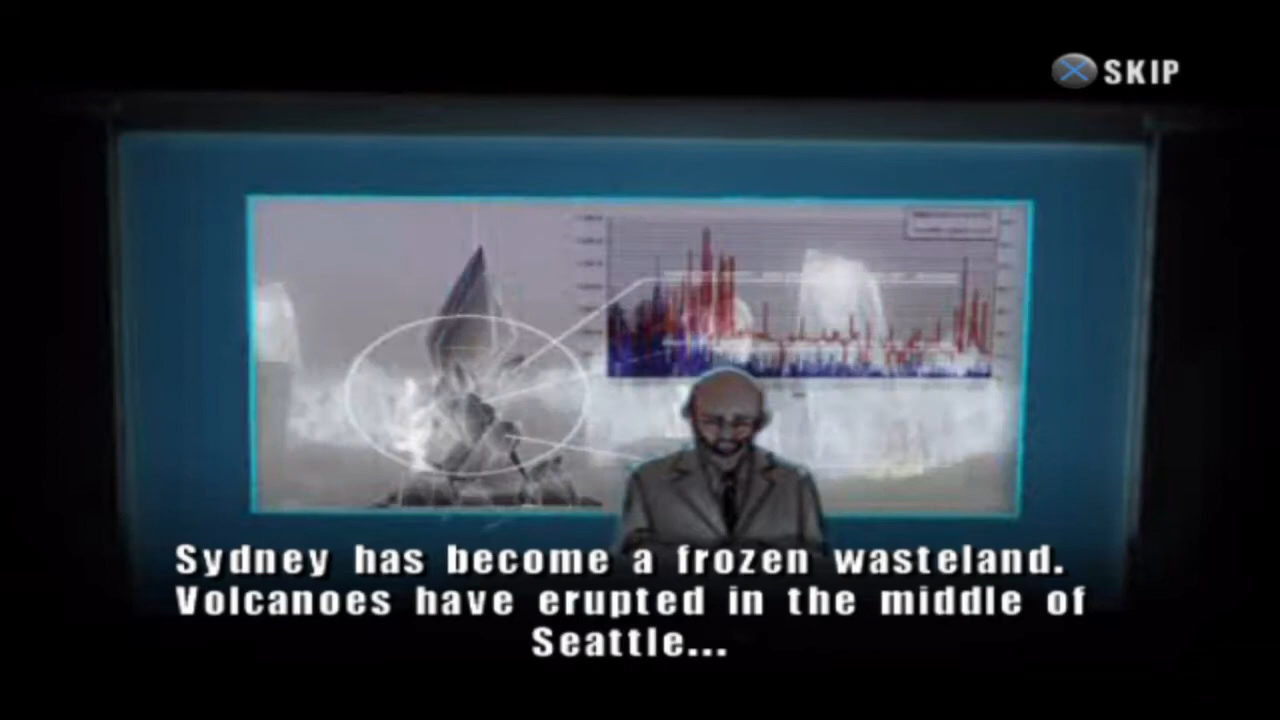 SKIP
Sydney has become a frozen wasteland.
Volcanoes have erupted in the middle of
Seattle...